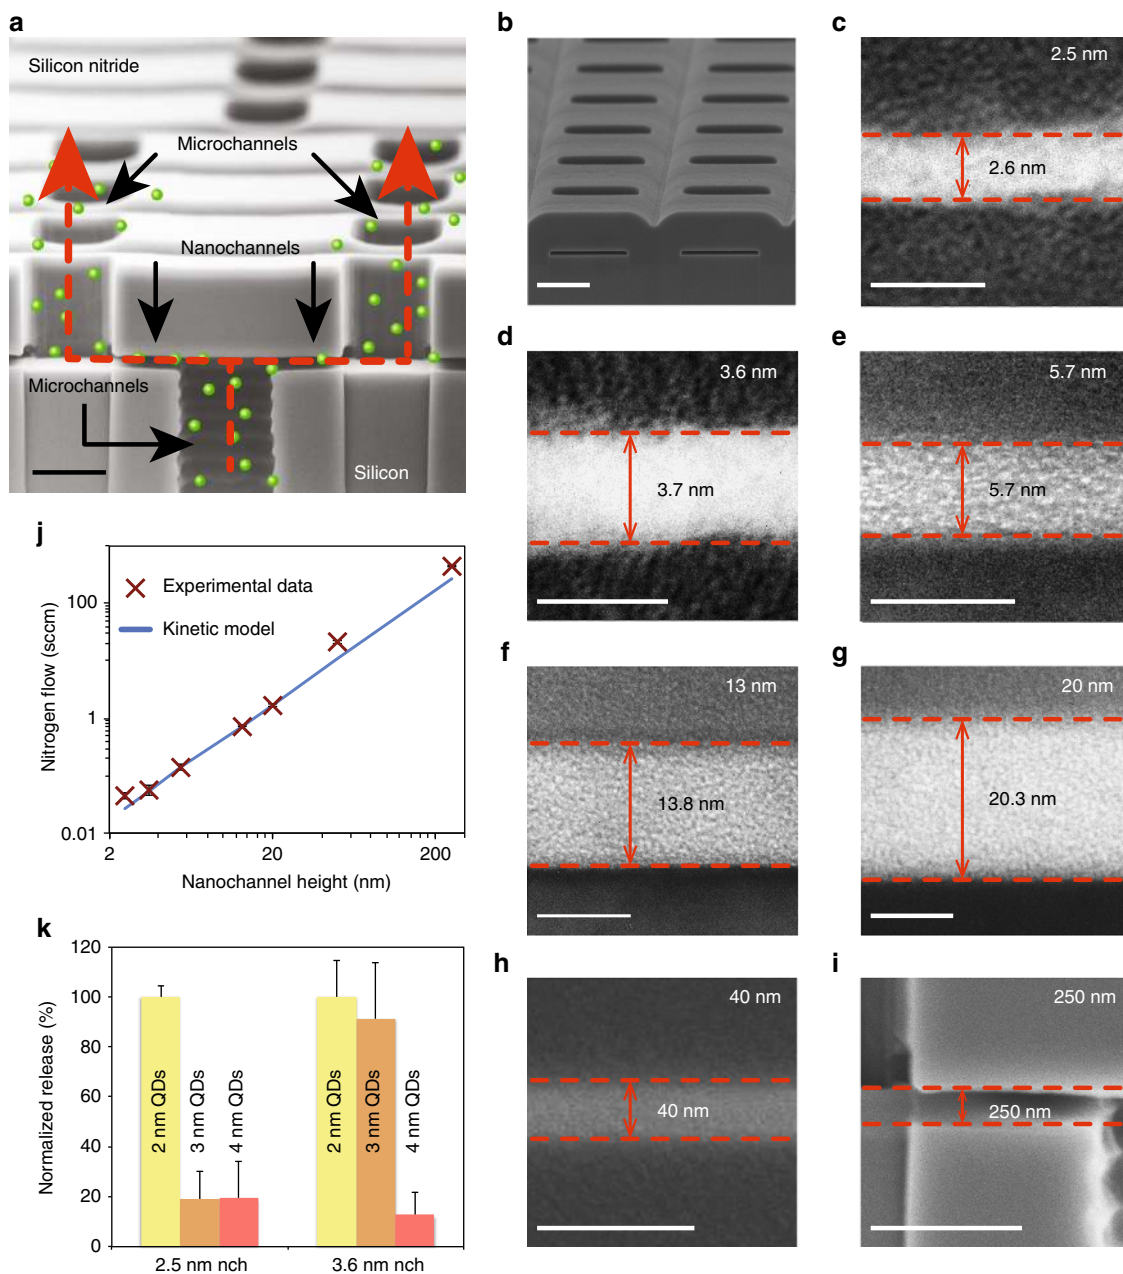 a
Silicon nitride
Microchannels
Nanochannels
Microchannels
Silicon
b
c
2.5 nm
2.6 nm
d
3.6 nm
3.7 nm
e
5.7 nm
5.7 nm
f
13 nm
13.8 nm
g
20 nm
20.3 nm
h
40 nm
40 nm
i
250 nm
250 nm
j
Experimental data
Kinetic model
Nitrogen flow (sccm)
100
1
0.01
2
20
200
Nanochannel height (nm)
k
Normalized release (%)
120
100
80
60
40
20
0
2 nm QDs
3 nm QDs
4 nm QDs
2 nm QDs
3 nm QDs
4 nm QDs
2.5 nm nch
3.6 nm nch